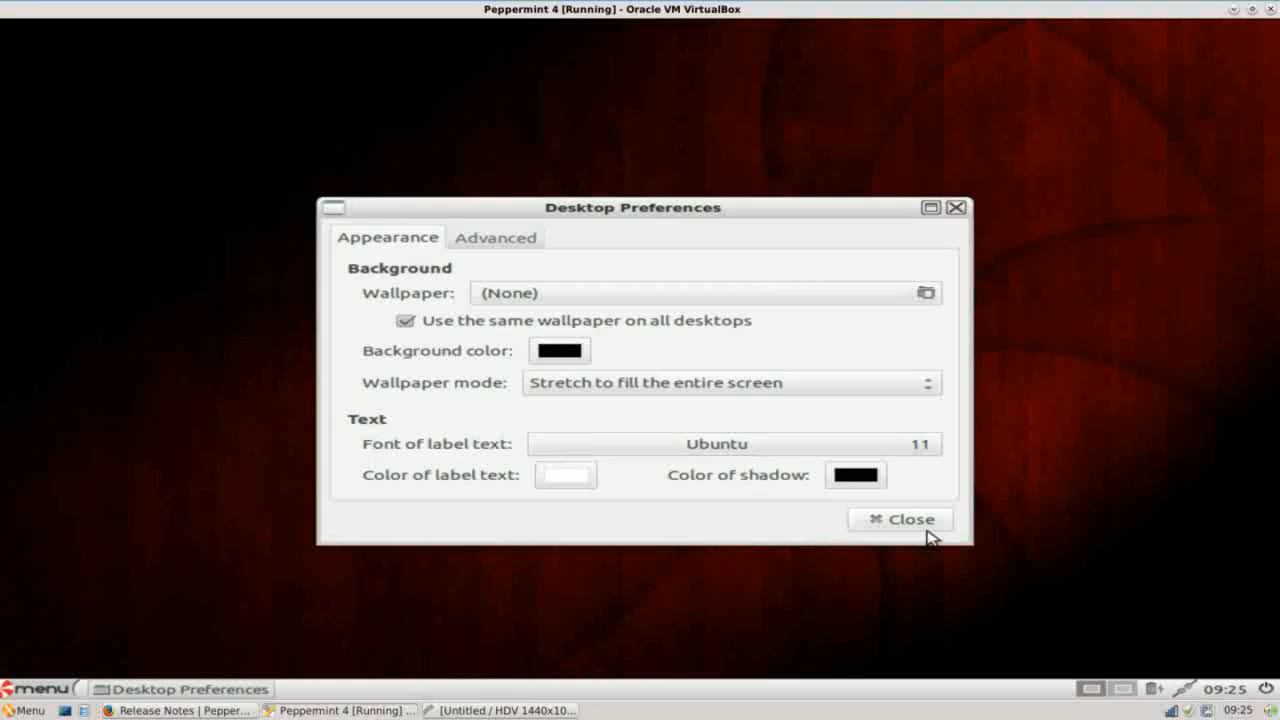 Peppermint 4 [Running] - Oracle VM VirtualBox
Desktop Preferences
Appearance Advanced
Background
Wallpaper: (None)
Use the same wallpaper on all desktops
Background color:
Wallpaper mode: Stretch to fill the entire screen
Text
Font of label text: Ubuntu 11
Color of label text: Color of shadow:
Close
menu Desktop Preferences 09:25
Menu Release Notes | Pepper... Peppermint 4 [Running] ... [Untitled / HDV 1440x10... 09:25